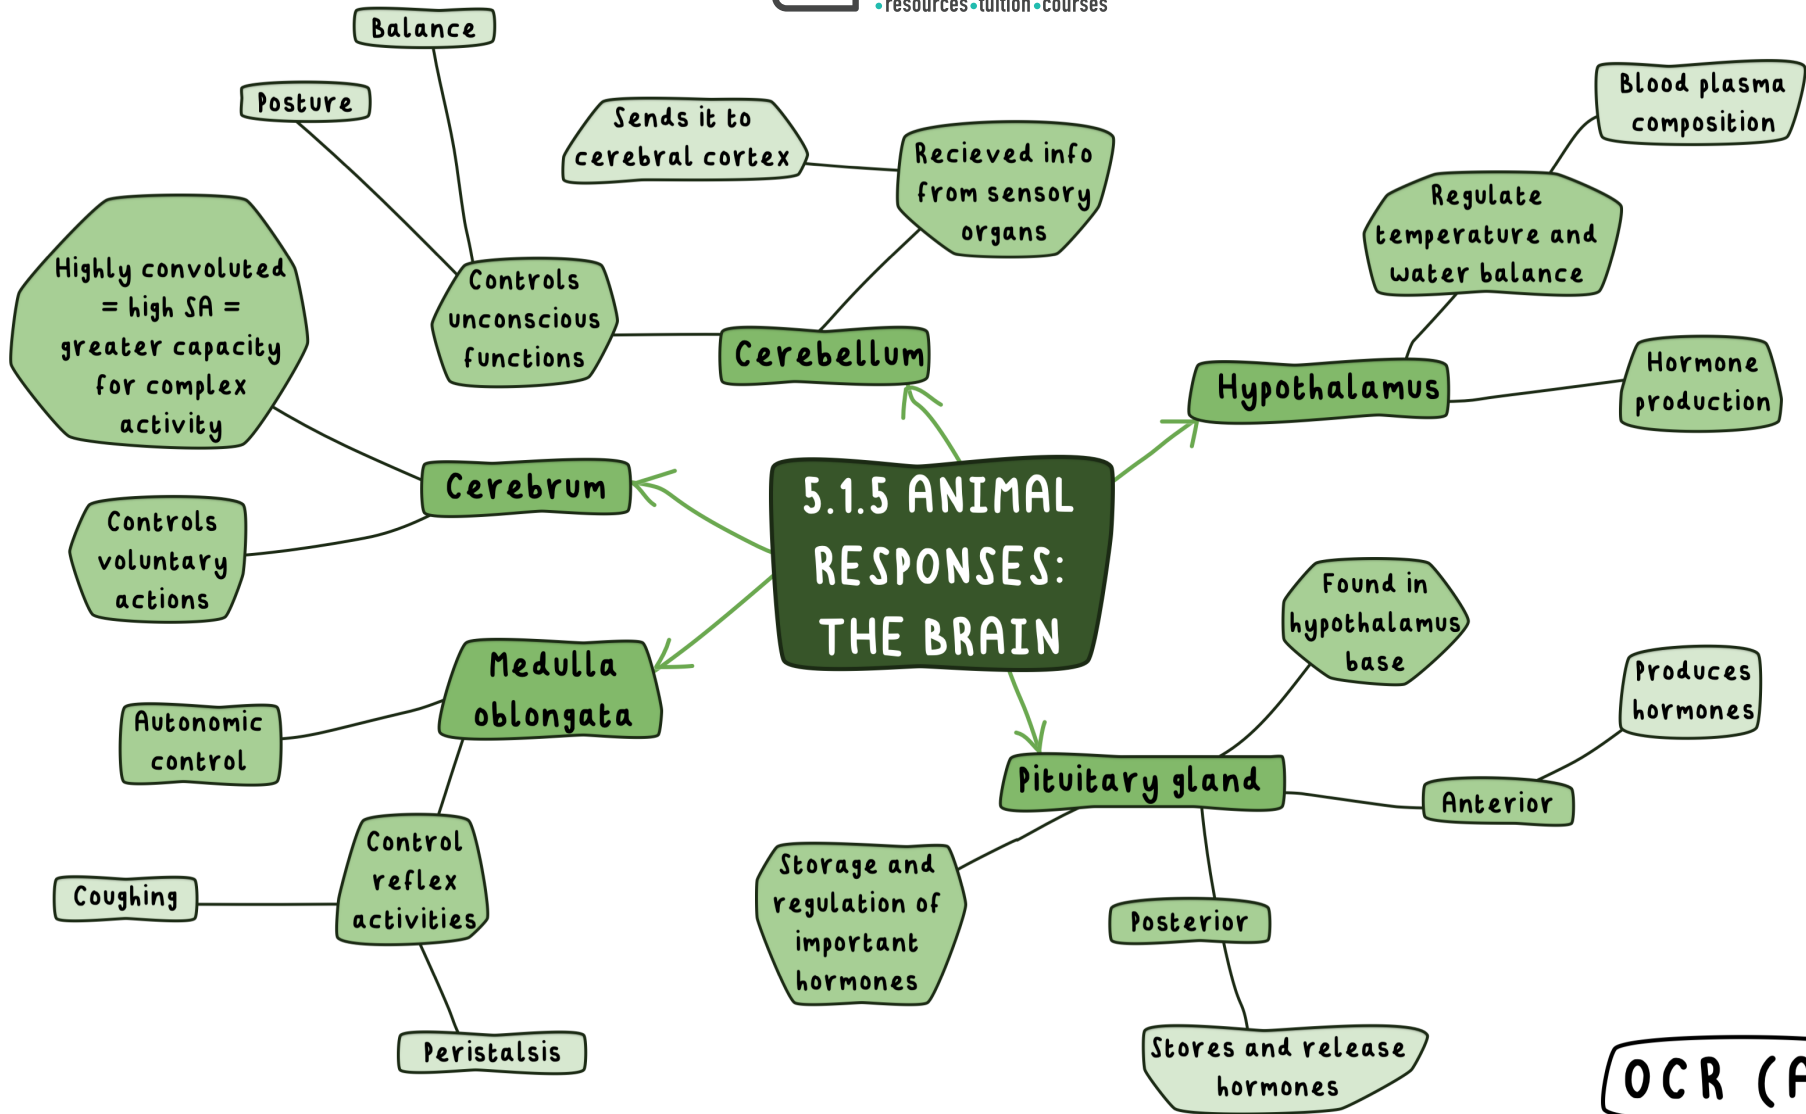 •resources•tuition•courses
Balance
Posture
Sends it to
cerebral cortex
Recieved info
from sensory
organs
Blood plasma
composition
Regulate
temperature and
water balance
Highly convoluted
= high SA =
greater capacity
for complex
activity
Controls
unconscious
functions
Cerebellum
Hypothalamus
Hormone
production
Cerebrum
5.1.5 ANIMAL
RESPONSES:
THE BRAIN
Controls
voluntary
actions
Found in
hypothalamus
base
Medulla
oblongata
Produces
hormones
Autonomic
control
Pituitary gland
Anterior
Control
reflex
activities
Storage and
regulation of
important
hormones
Coughing
Posterior
Peristalsis
Stores and release
hormones
OCR (A